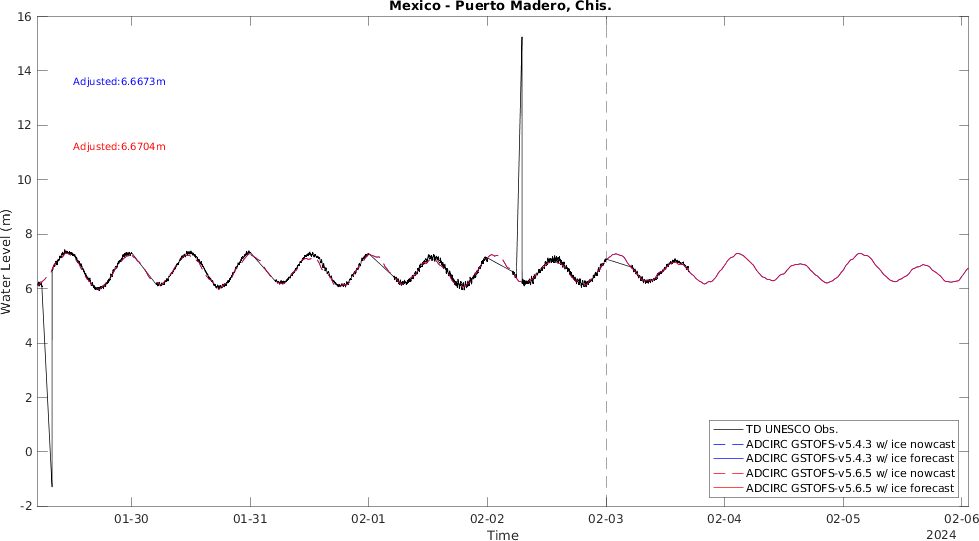 Mexico - Puerto Madero, Chis.
16
14
12
10
8
6
4
2
0
-2
Water Level (m)
Adjusted:6.6673m
Adjusted:6.6704m
TD UNESCO Obs.
ADCIRC GSTOFS-v5.4.3 w/ ice nowcast
ADCIRC GSTOFS-v5.4.3 w/ ice forecast
ADCIRC GSTOFS-v5.6.5 w/ ice nowcast
ADCIRC GSTOFS-v5.6.5 w/ ice forecast
01-30 01-31 02-01 02-02 02-03 02-04 02-05 02-06
Time
2024